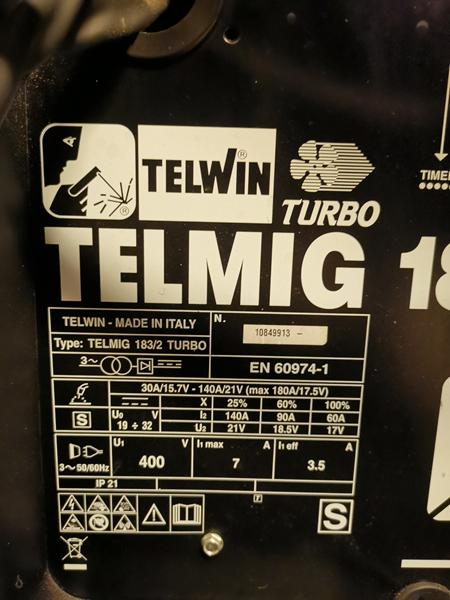 TELWIN®
TURBO
TIMER
TELMIG 18
TELWIN - MADE IN ITALY
N.
10849913 -
Type: TELMIG 183/2 TURBO
3~
EN 60974-1
30A/15.7V - 140A/21V (max 180A/17.5V)
X 25% 60% 100%
S U0 V I2 140A 90A 60A
19 ÷ 32 U2 21V 18.5V 17V
U1 V I1 max A I1 eff A
3~50/60Hz 400 7 3.5
IP 21
S